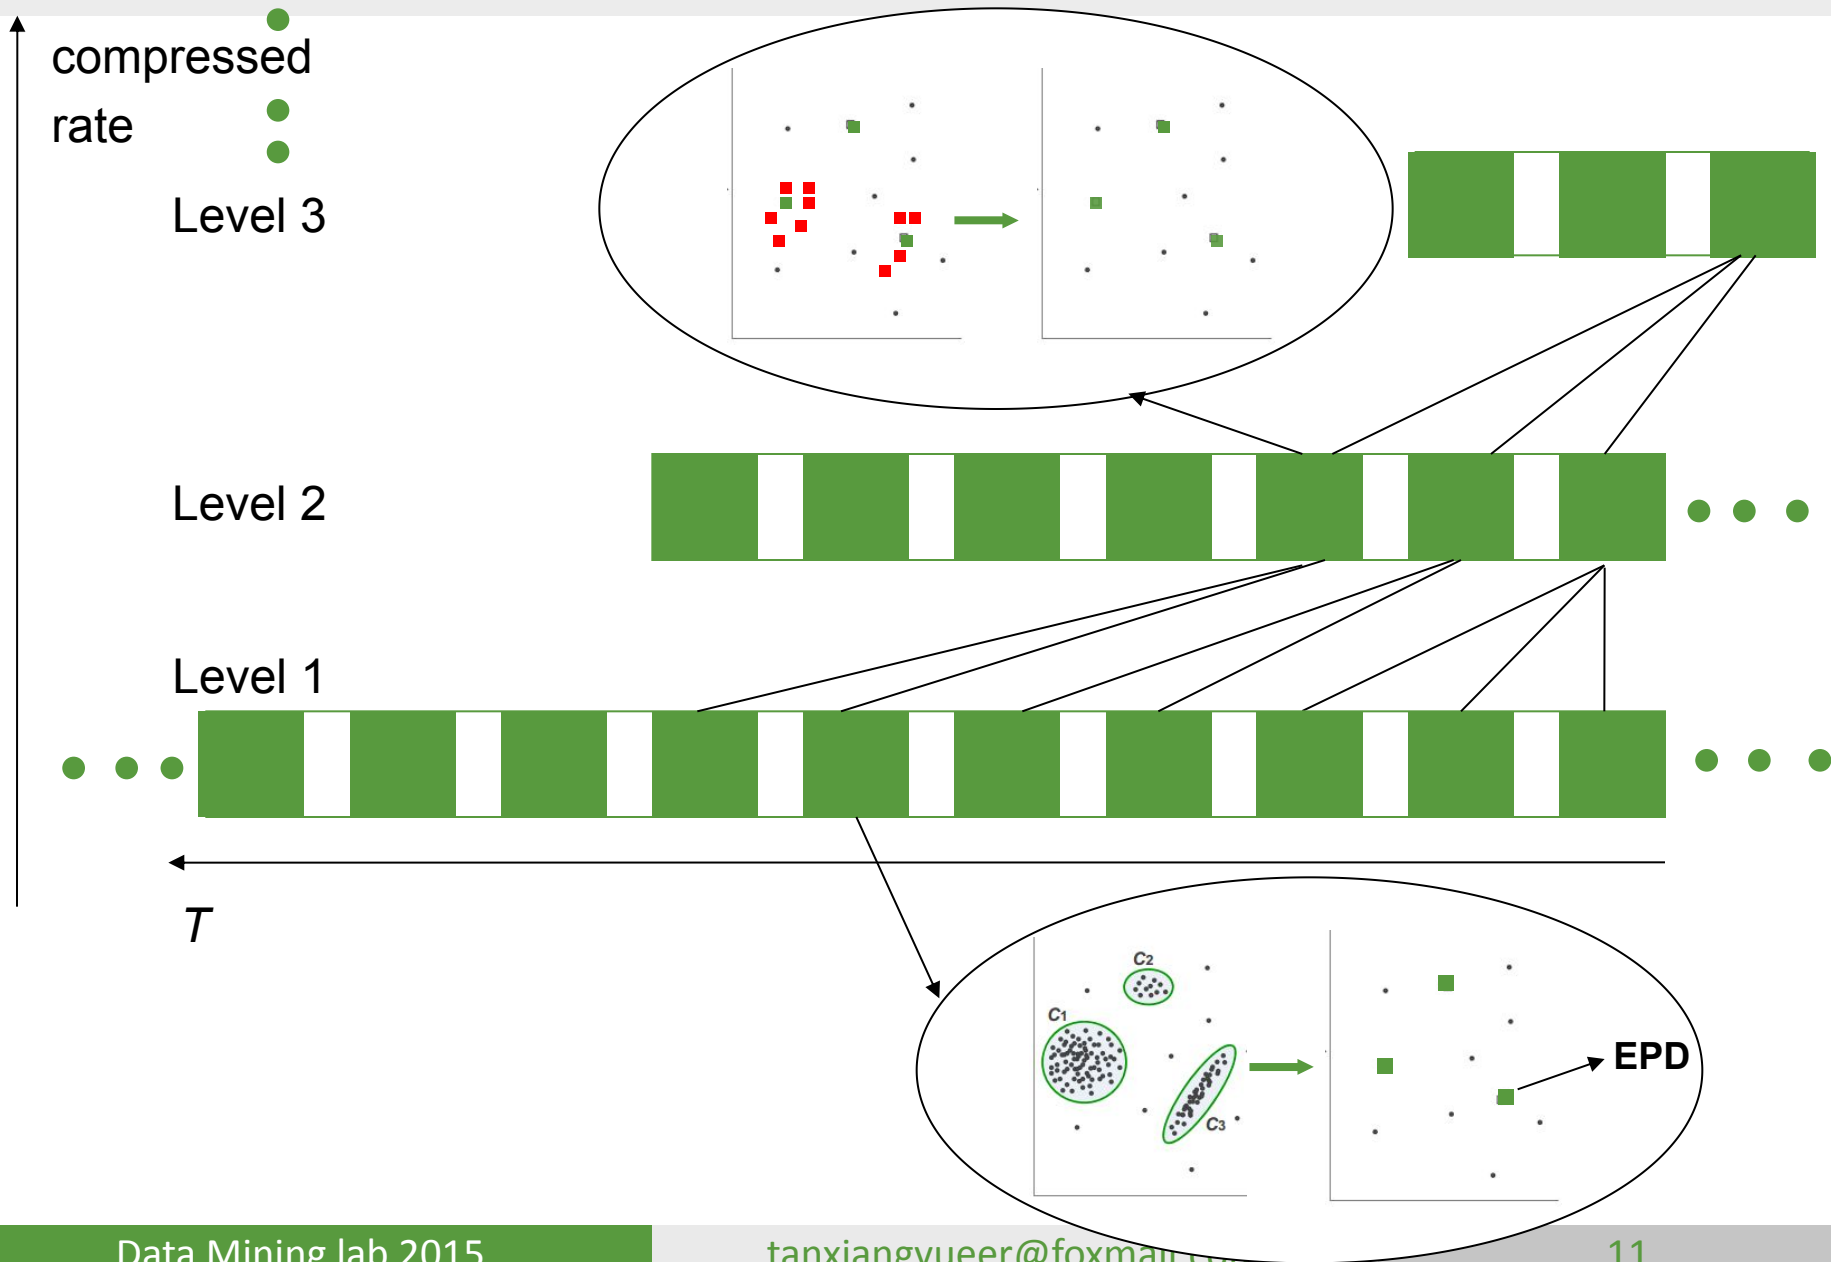 compressed
rate
Level 3
Level 2
Level 1
T
C2
C1
C3
EPD
Data Mining lab 2015
11